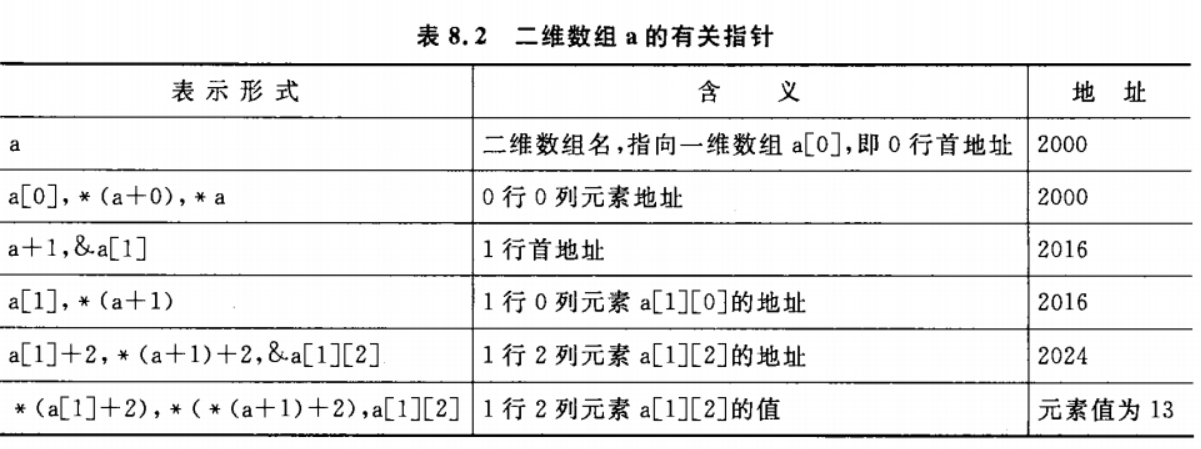 表 8.2 二维数组 a 的有关指针
表示形式 含 义 地 址
a 二维数组名,指向一维数组 a[0],即 0 行首地址 2000
a[0],*(a+0),*a 0 行 0 列元素地址 2000
a+1,&a[1] 1 行首地址 2016
a[1],*(a+1) 1 行 0 列元素 a[1][0]的地址 2016
a[1]+2,*(a+1)+2,&a[1][2] 1 行 2 列元素 a[1][2]的地址 2024
*(a[1]+2),*(*(a+1)+2),a[1][2] 1 行 2 列元素 a[1][2]的值 元素值为 13